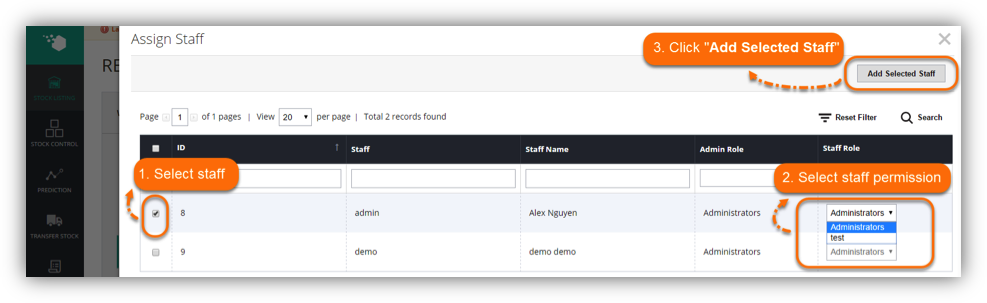 La
Assign Staff
RE
3. Click "Add Selected Staff"
Add Selected Staff
STOCK LISTING
STOCK CONTROL
PREDICTION
TRANSFER STOCK
Page 1 of 1 pages | View 20 per page | Total 2 records found
Reset Filter
Search
ID Staff Staff Name Admin Role Staff Role
1. Select staff
2. Select staff permission
8 admin Alex Nguyen Administrators Administrators
Administrators
test
9 demo demo demo Administrators Administrators